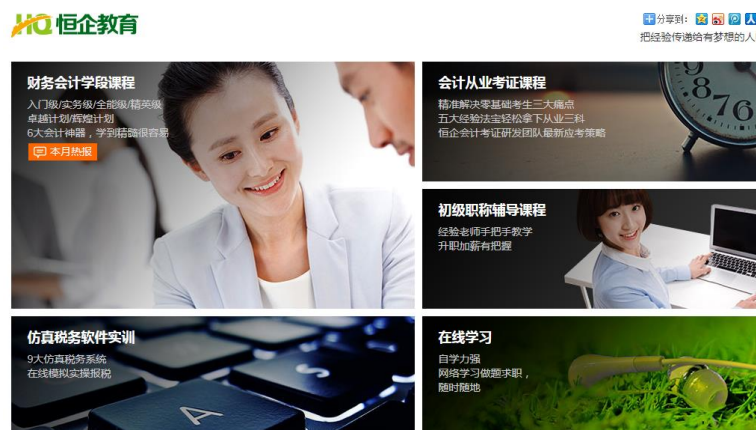 HQ 恒企教育
分享到:
把经验传递给有梦想的人
财务会计学段课程
入门级/实务级/全能级/精英级
卓越计划/辉煌计划
6大会计神器，学到精髓很容易
本月热报
会计从业考证课程
精准解决零基础考生三大痛点
五大经验法宝轻松拿下从业三科
恒企会计考证研发团队最新应考策略
9
876
初级职称辅导课程
经验老师手把手教学
升职加薪有把握
仿真税务软件实训
9大仿真税务系统
在线模拟实操报税
A
S
在线学习
自学力强
网络学习做题求职，
随时随地